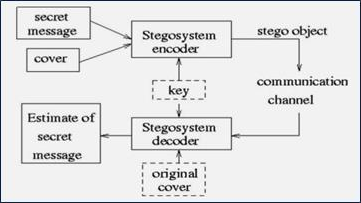 secret
message
cover
Stegosystem
encoder
stego object
key
communication
channel
Estimate of
secret
message
Stegosystem
decoder
original
cover